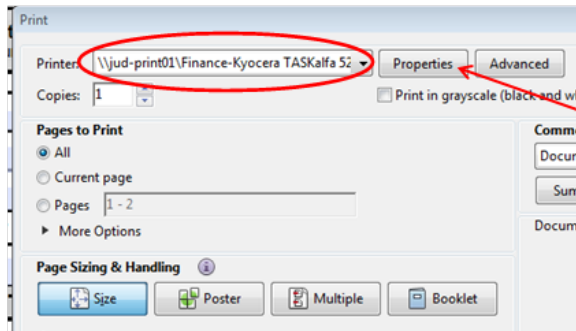 Print
Printer: \\jud-print01\Finance-Kyocera TASKalfa 52 Properties Advanced
Copies: 1 Print in grayscale (black and w
Pages to Print
All
Current page
Pages 1 - 2
More Options
Comme
Docum
Sum
Docum
Page Sizing & Handling
Size Poster Multiple Booklet